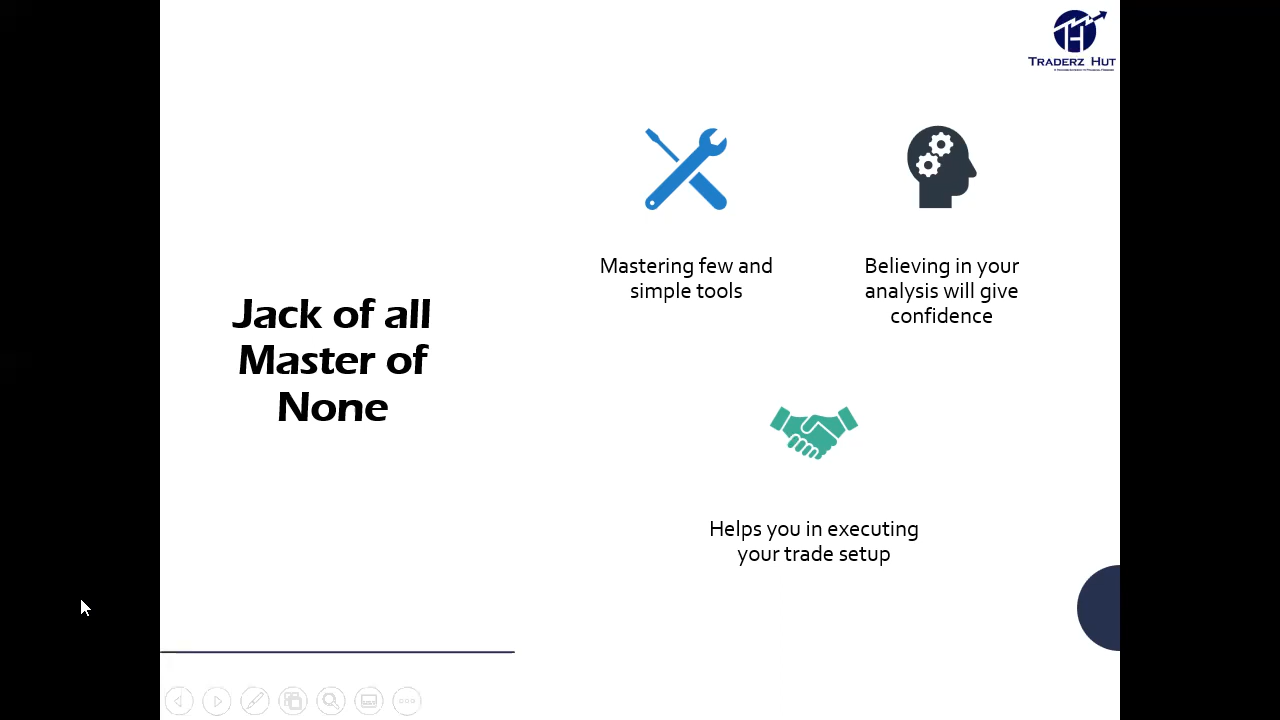 TRADERZ HUT
Jack of all
Master of
None
Mastering few and
simple tools
Believing in your
analysis will give
confidence
Helps you in executing
your trade setup